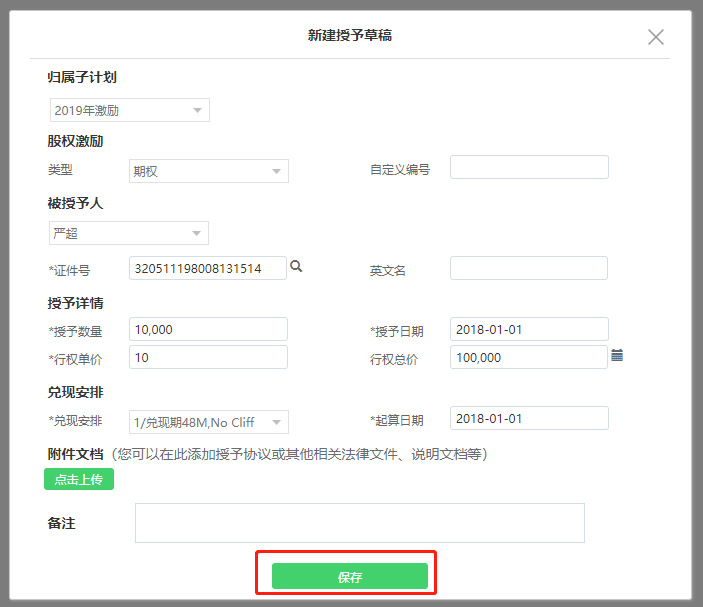 新建授予草稿
归属子计划
2019年激励
股权激励
类型 期权 自定义编号
被授予人
严超
*证件号 320511198008131514 英文名
授予详情
*授予数量 10,000 *授予日期 2018-01-01
*行权单价 10 行权总价 100,000
兑现安排
*兑现安排 1/兑现期48M,No Cliff *起算日期 2018-01-01
附件文档（您可以在此添加授予协议或其他相关法律文件、说明文档等）
点击上传
备注
保存